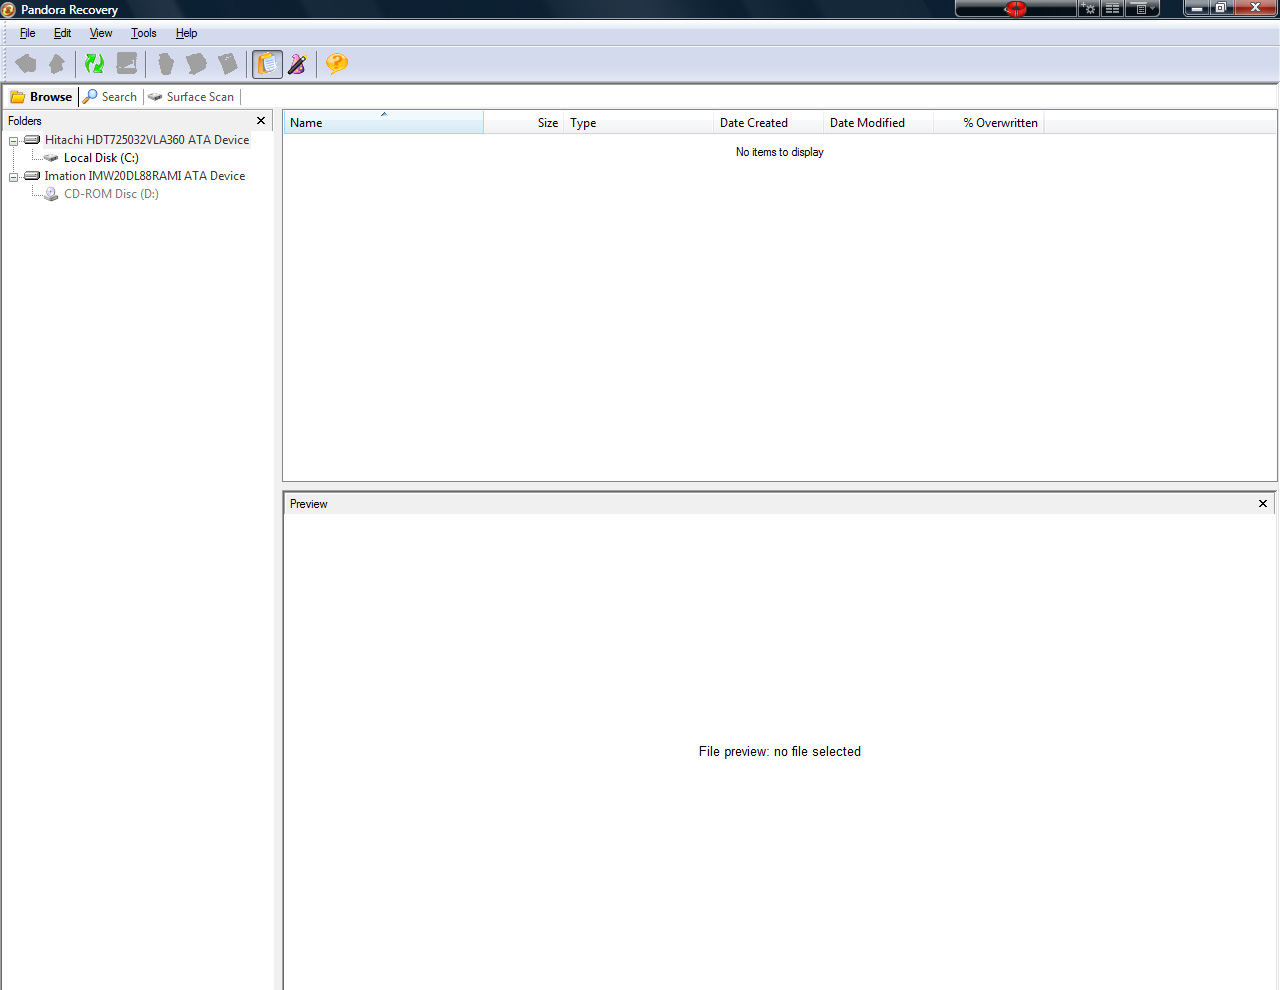 Pandora Recovery
File Edit View Tools Help
Browse Search Surface Scan
Folders
Hitachi HDT725032VLA360 ATA Device
Local Disk (C:)
Imation IMW20DL88RAMI ATA Device
CD-ROM Disc (D:)
Name Size Type Date Created Date Modified % Overwritten
No items to display
Preview
File preview: no file selected